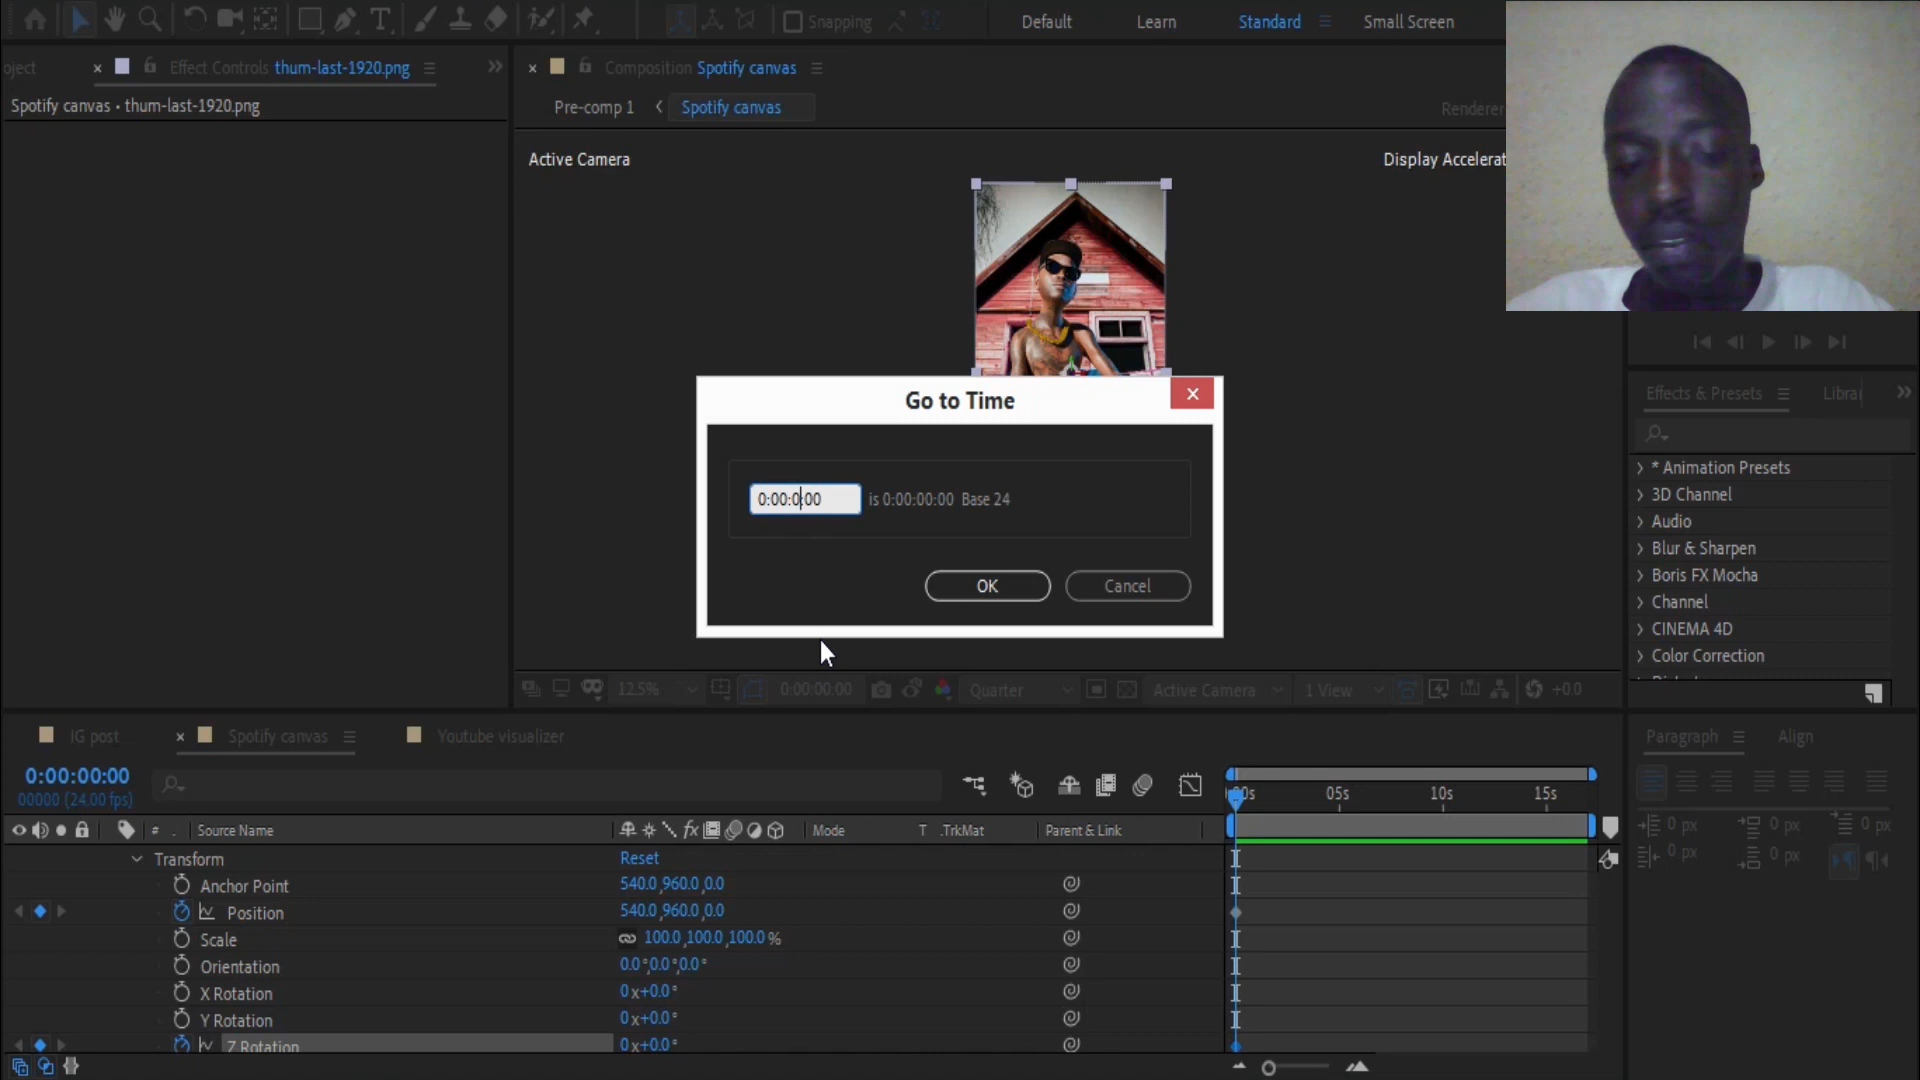 Snapping
Default
Learn
Standard
Small Screen
oject
Effect Controls thum-last-1920.png
Composition Spotify canvas
Spotify canvas • thum-last-1920.png
Pre-comp 1
Spotify canvas
Renderer
Active Camera
Display Accelerat
Go to Time
0:00:0:00
is 0:00:00:00 Base 24
OK
Cancel
Effects & Presets
Librar
* Animation Presets
3D Channel
Audio
Blur & Sharpen
Boris FX Mocha
Channel
CINEMA 4D
Color Correction
12.5%
0:00:00:00
Quarter
Active Camera
1 View
+0.0
IG post
Spotify canvas
Youtube visualizer
Paragraph
Align
0:00:00:00
00000 (24.00 fps)
00s
05s
10s
15s
# . Source Name
fx
Mode
T .TrkMat
Parent & Link
0 px
0 px
0 px
0 px
0 px
Transform
Reset
Anchor Point
540.0,960.0,0.0
Position
540.0,960.0,0.0
Scale
100.0,100.0,100.0%
Orientation
0.0°,0.0°,0.0°
X Rotation
0x+0.0°
Y Rotation
0x+0.0°
Z Rotation
0x+0.0°